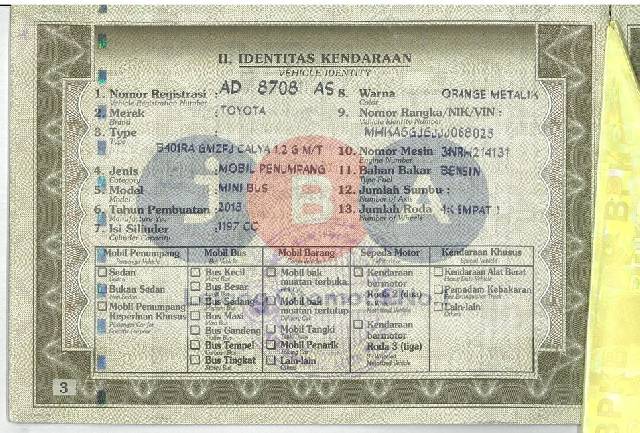 II. IDENTITAS KENDARAAN
VEHICLE IDENTITY
1. Nomor Registrasi : AD 8708 AS
Vehicle Registration Number
2. Merek : TOYOTA
Brand
3. Type :
Type
B401RA GMZFJ CALYA 1.2 G M/T
4. Jenis : MOBIL PENUMPANG
Category
5. Model : MINI BUS
Model
6. Tahun Pembuatan : 2018
7. Isi Silinder : 1197 CC
Cylinder Capacity
8. Warna ORANGE METALIK
Color
9. Nomor Rangka/NIK/VIN :
Vehicle Identity Number
10. Nomor Mesin 3NRH214131
Engine Number
11. Bahan Bakar BENSIN
Type Fuel
12. Jumlah Sumbu :
Number of Axle
13. Jumlah Roda 4 (EMPAT)
Number of Wheels
IBA
Mobil Penumpang
Sedan
Bukan Sedan
Mobil Penumpang
Keperluan Khusus
Mobil Bus
Bus Kecil
Bus Besar
Bus Sedang
Bus Maxi
Bus Gandeng
Bus Tempel
Bus Tingkat
Mobil Barang
Mobil bak
muatan terbuka
Mobil bak
muatan tertutup
Mobil Tangki
Mobil Penarik
Sepeda Motor
Kendaraan
bermotor
Roda 2 (dua)
Kendaraan
bermotor
Roda 3 (tiga)
Kendaraan Khusus
Kendaraan Alat Berat
Pemadam Kebakaran
Lain-lain
3